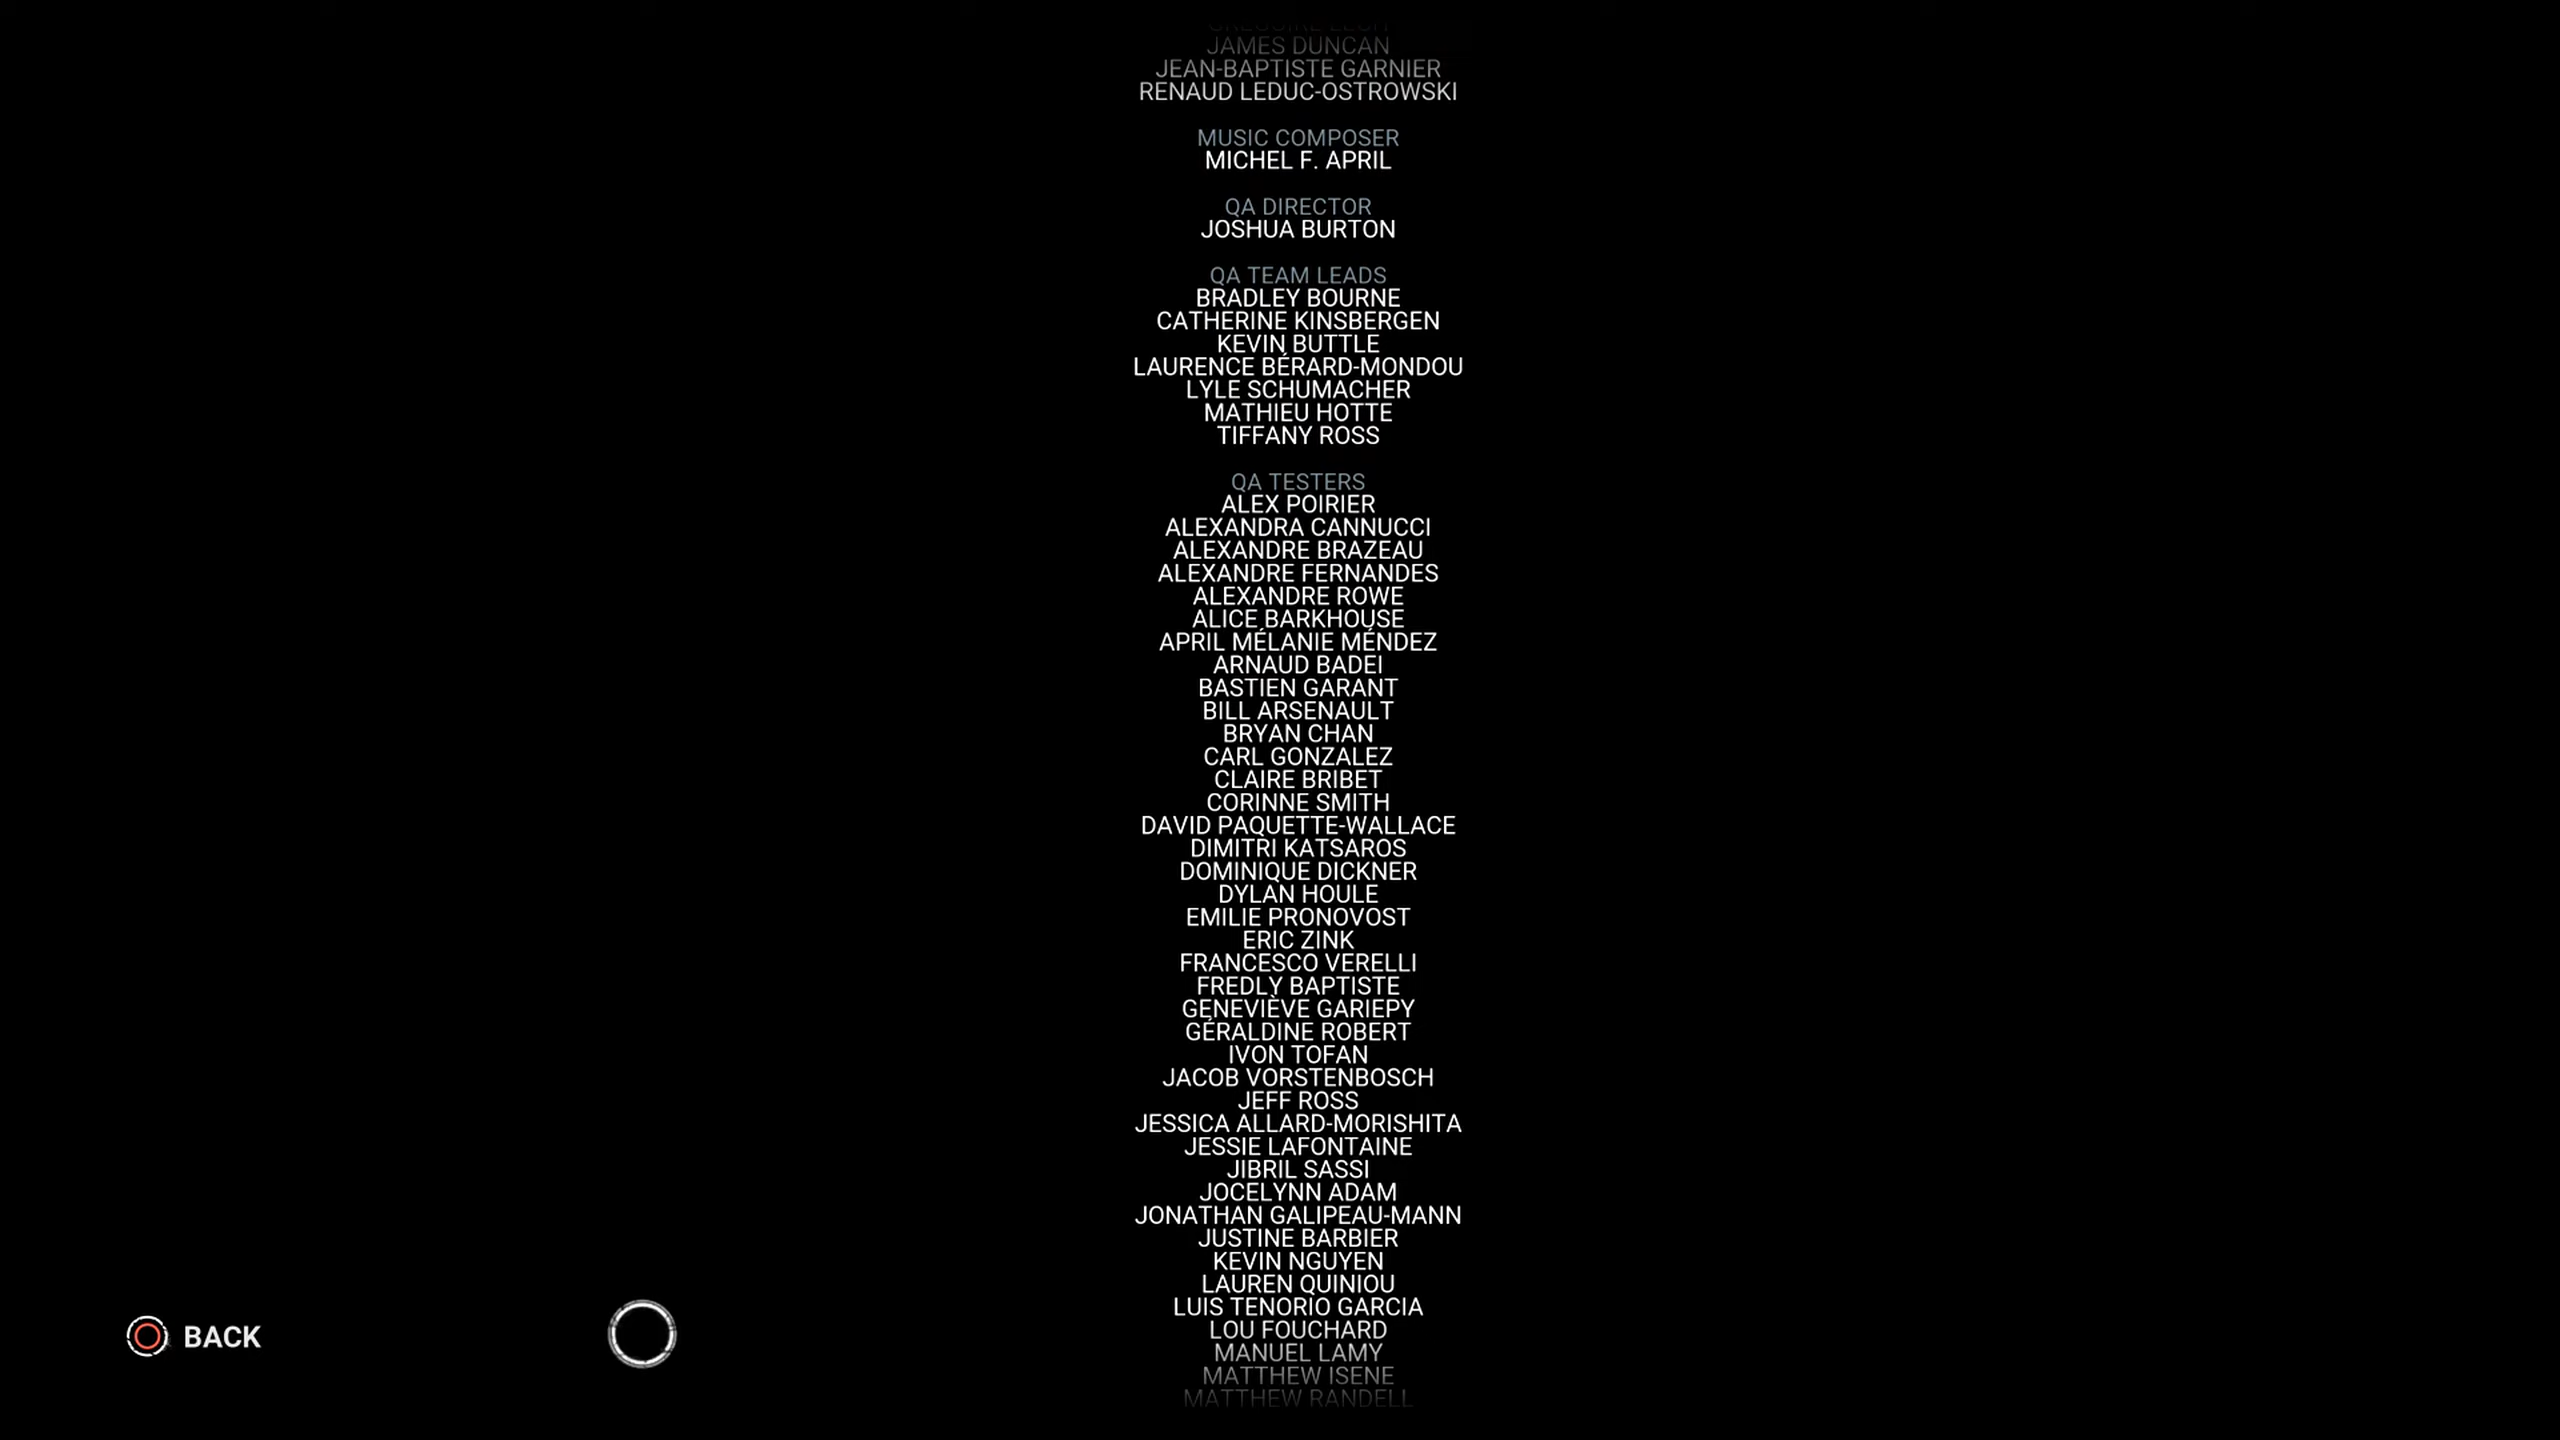 JAMES DUNCAN
JEAN-BAPTISTE GARNIER
RENAUD LEDUC-OSTROWSKI
MUSIC COMPOSER
MICHEL F. APRIL
QA DIRECTOR
JOSHUA BURTON
QA TEAM LEADS
BRADLEY BOURNE
CATHERINE KINSBERGEN
KEVIN BUTTLE
LAURENCE BÉRARD-MONDOU
LYLE SCHUMACHER
MATHIEU HOTTE
TIFFANY ROSS
QA TESTERS
ALEX POIRIER
ALEXANDRA CANNUCCI
ALEXANDRE BRAZEAU
ALEXANDRE FERNANDES
ALEXANDRE ROWE
ALICE BARKHOUSE
APRIL MÉLANIE MÉNDEZ
ARNAUD BADEI
BASTIEN GARANT
BILL ARSENAULT
BRYAN CHAN
CARL GONZALEZ
CLAIRE BRIBET
CORINNE SMITH
DAVID PAQUETTE-WALLACE
DIMITRI KATSAROS
DOMINIQUE DICKNER
DYLAN HOULE
EMILIE PRONOVOST
ERIC ZINK
FRANCESCO VERELLI
FREDLY BAPTISTE
GENEVIÈVE GARIEPY
GÉRALDINE ROBERT
IVON TOFAN
JACOB VORSTENBOSCH
JEFF ROSS
JESSICA ALLARD-MORISHITA
JESSIE LAFONTAINE
JIBRIL SASSI
JOCELYNN ADAM
JONATHAN GALIPEAU-MANN
JUSTINE BARBIER
KEVIN NGUYEN
LAUREN QUINIOU
LUIS TENORIO GARCIA
LOU FOUCHARD
MANUEL LAMY
MATTHEW ISENE
MATTHEW RANDELL
BACK